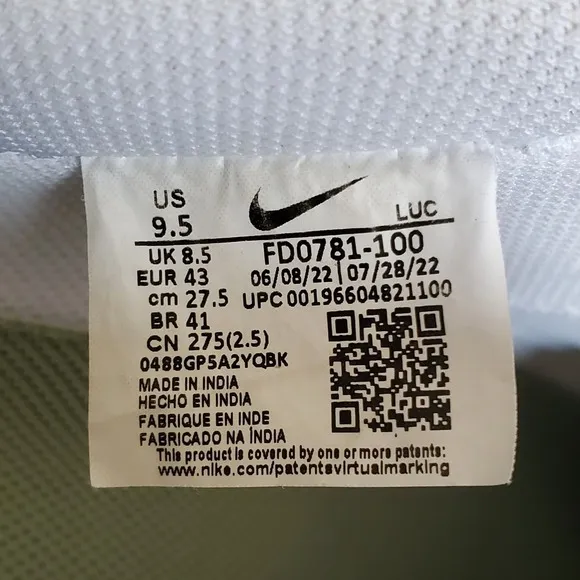 US
9.5
LUC
UK 8.5
FD0781-100
EUR 43
06/08/22 | 07/28/22
cm 27.5
UPC 00196604821100
BR 41
CN 275(2.5)
0488GP5A2YQBK
MADE IN INDIA
HECHO EN INDIA
FABRIQUE EN INDE
FABRICADO NA ÍNDIA
This product is covered by one or more patents:
www.nike.com/patentsvirtualmarking